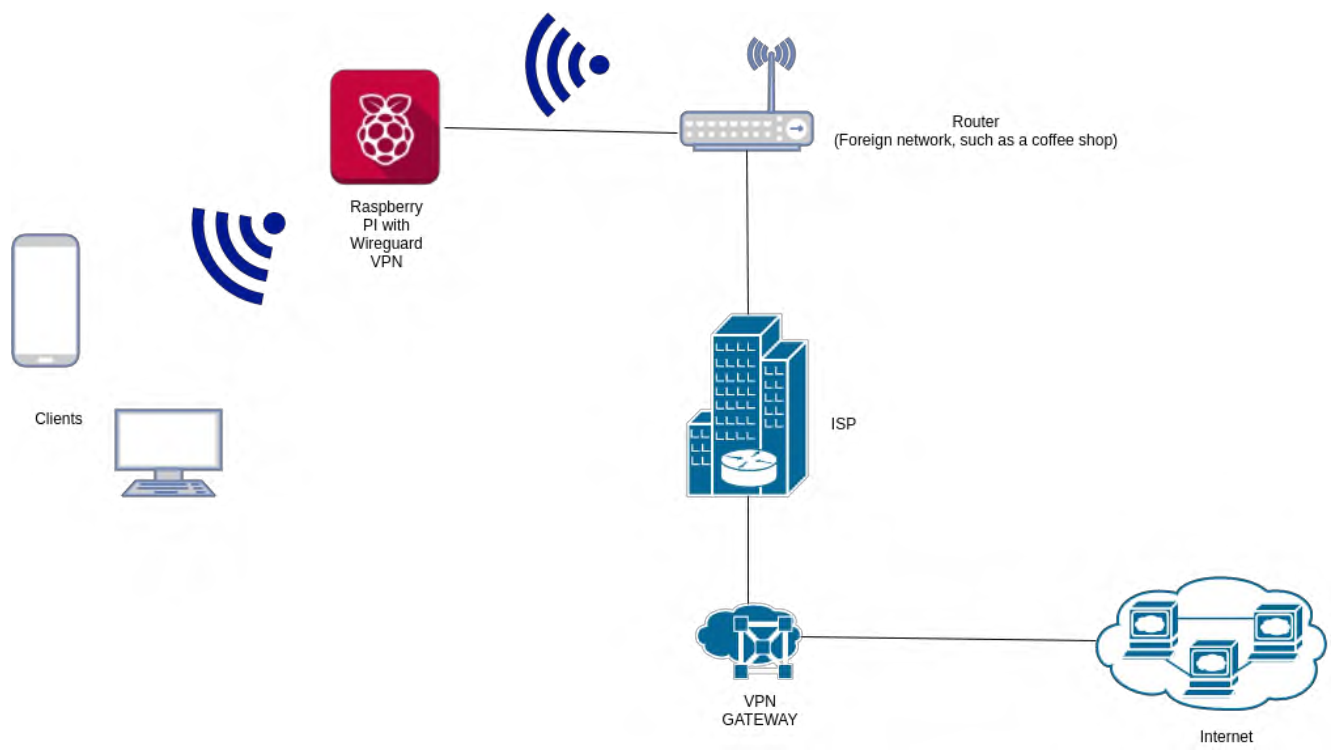 Router
(Foreign network, such as a coffee shop)
Raspberry
PI with
Wireguard
VPN
Clients
ISP
VPN
GATEWAY
Internet